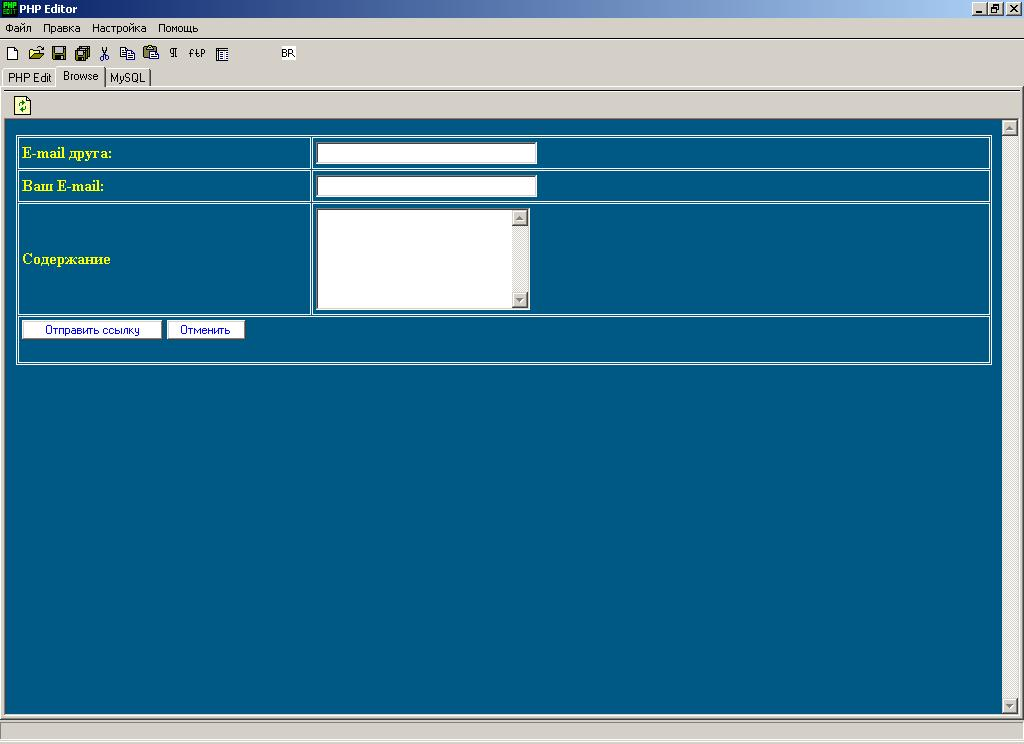 PHP Editor
Файл Правка Настройка Помощь
ftP BR
PHP Edit Browse MySQL
E-mail друга:
Ваш E-mail:
Содержание
Отправить ссылку Отменить